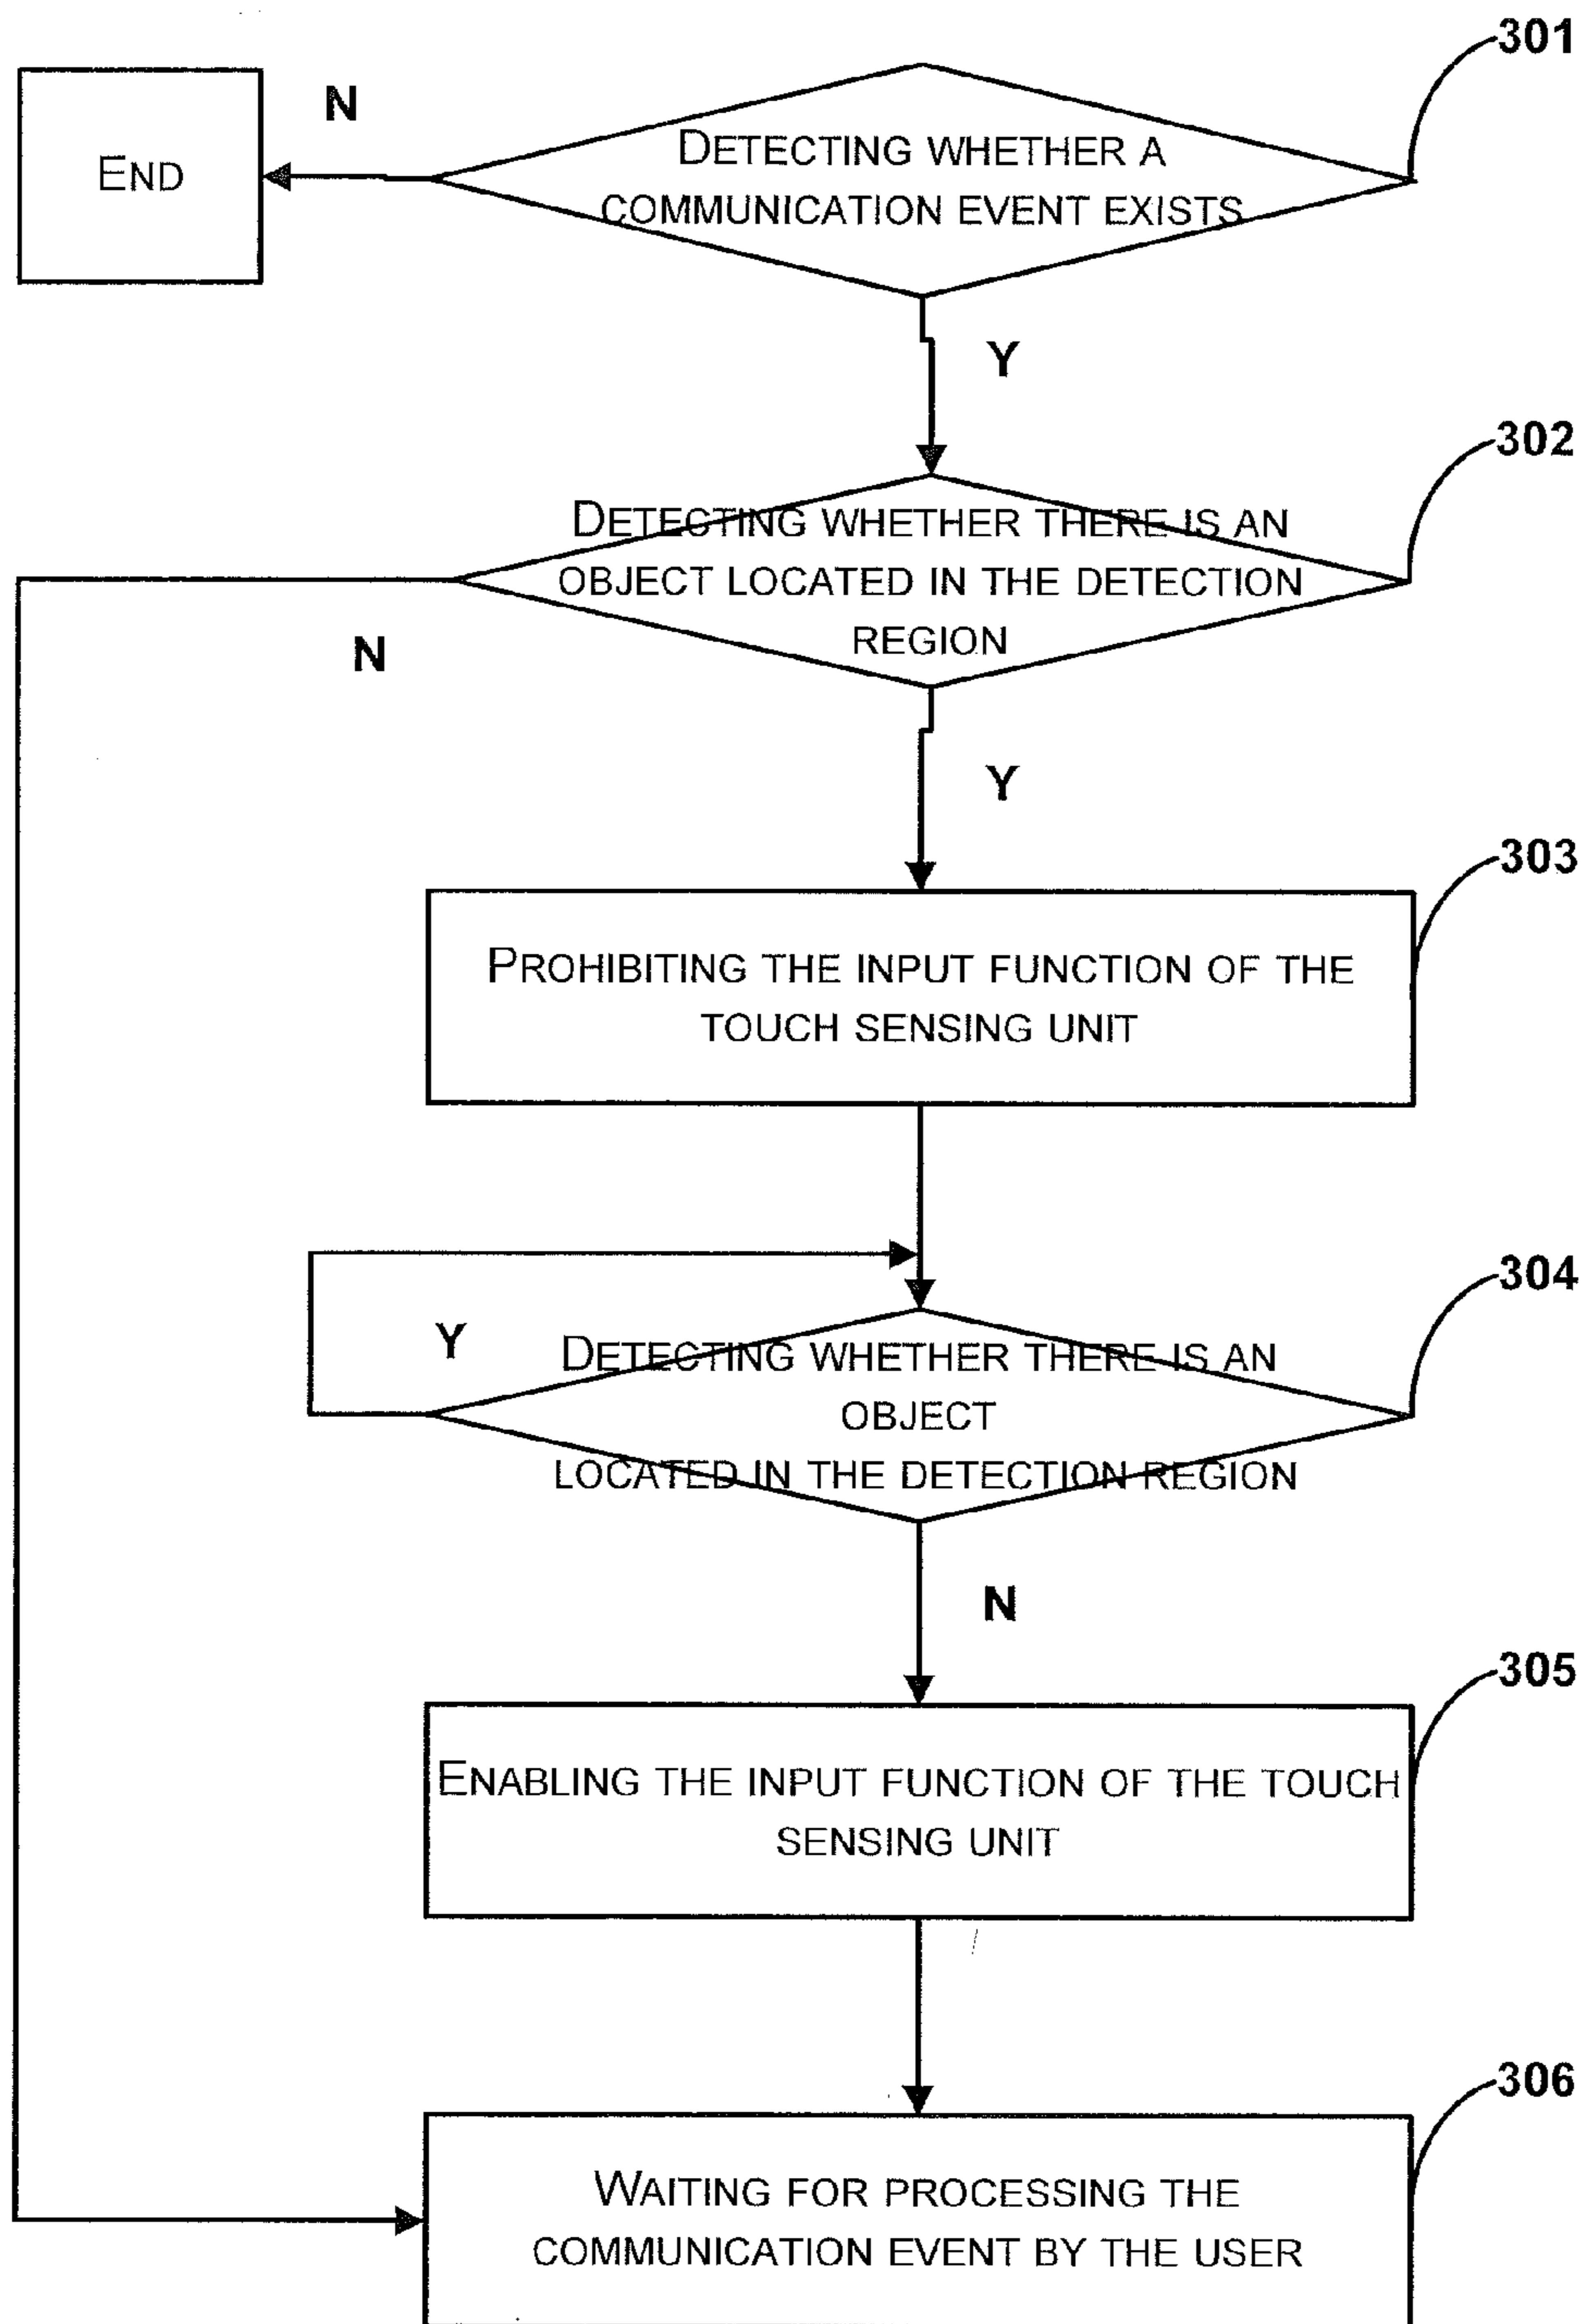 301
N
END
DETECTING WHETHER A
COMMUNICATION EVENT EXISTS
Y
302
DETECTING WHETHER THERE IS AN
OBJECT LOCATED IN THE DETECTION
REGION
N
Y
303
PROHIBITING THE INPUT FUNCTION OF THE
TOUCH SENSING UNIT
304
Y
DETECTING WHETHER THERE IS AN
OBJECT
LOCATED IN THE DETECTION REGION
N
305
ENABLING THE INPUT FUNCTION OF THE TOUCH
SENSING UNIT
306
WAITING FOR PROCESSING THE
COMMUNICATION EVENT BY THE USER